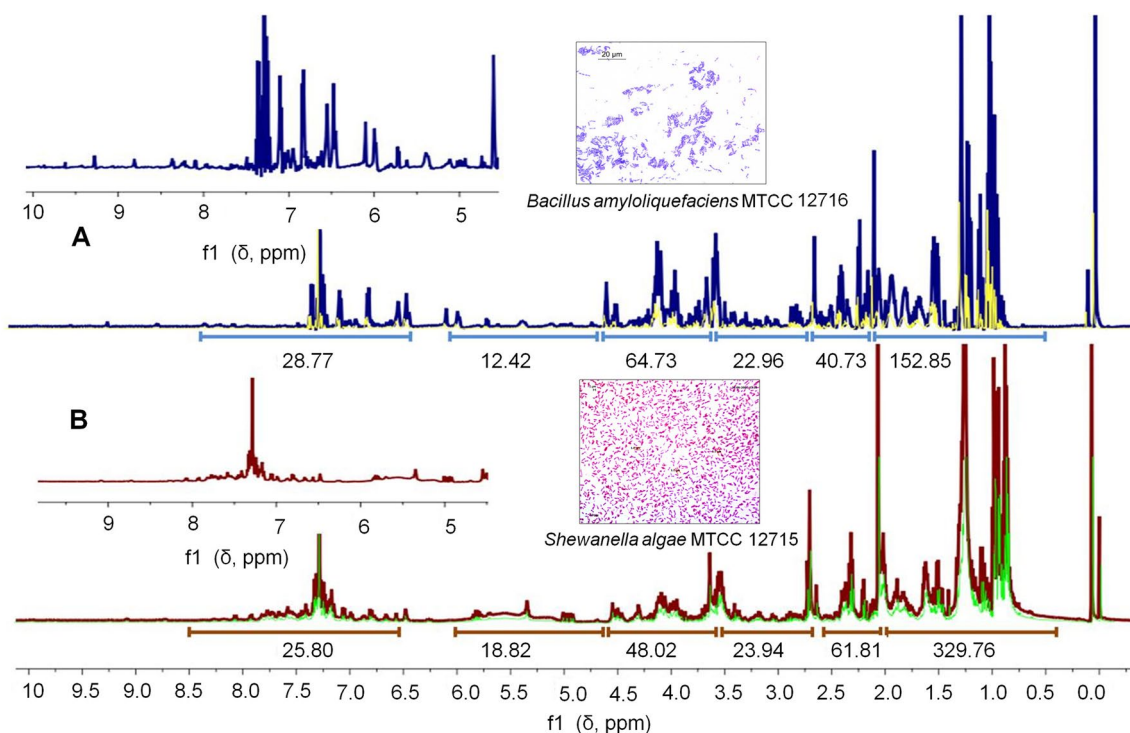 20 µm
Bacillus amyloliquefaciens MTCC 12716
10 9 8 7 6 5
A
f1 (δ, ppm)
28.77 12.42 64.73 22.96 40.73 152.85
B
9 8 7 6 5
f1 (δ, ppm)
Shewanella algae MTCC 12715
25.80 18.82 48.02 23.94 61.81 329.76
10 9.5 9.0 8.5 8.0 7.5 7.0 6.5 6.0 5.5 5.0 4.5 4.0 3.5 3.0 2.5 2.0 1.5 1.0 0.5 0.0
f1 (δ, ppm)